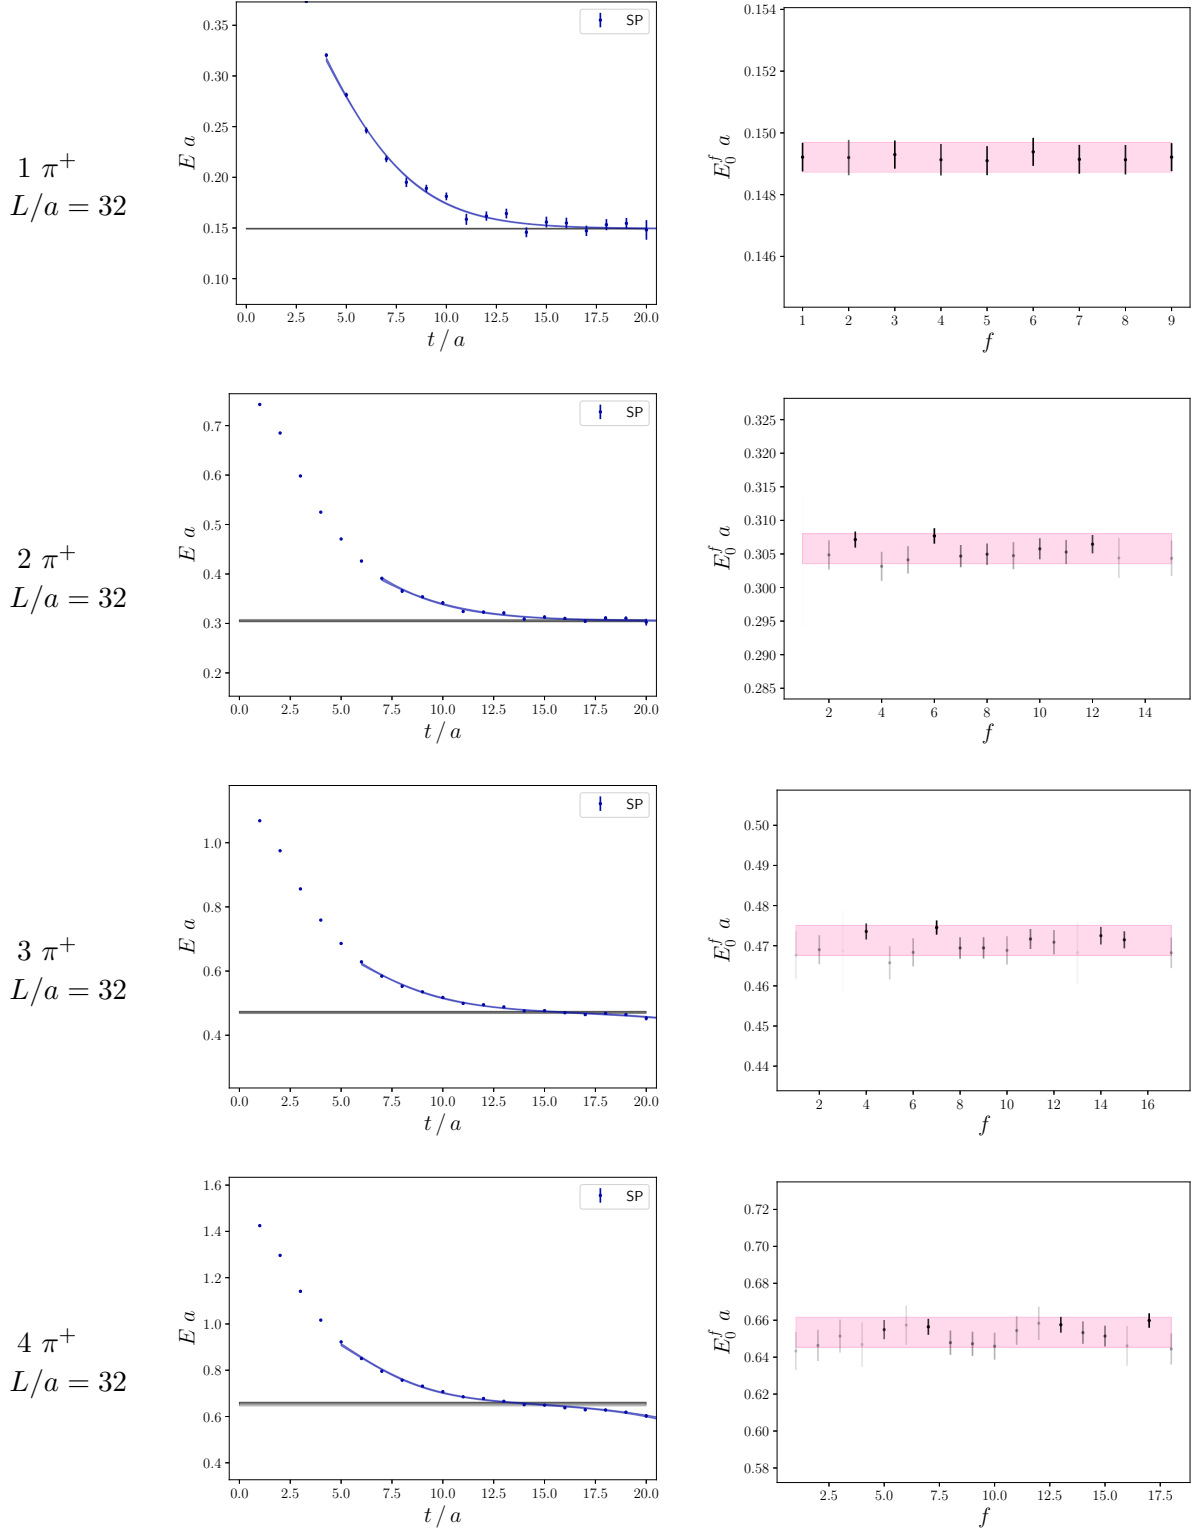 1 π⁺
L/a = 32
0.35
0.30
0.25
0.20
0.15
0.10
E a
SP
0.0 2.5 5.0 7.5 10.0 12.5 15.0 17.5 20.0
t / a
0.154
0.152
0.150
0.148
0.146
E₀ᶠ a
1 2 3 4 5 6 7 8 9
f
2 π⁺
L/a = 32
0.7
0.6
0.5
0.4
0.3
0.2
E a
SP
0.0 2.5 5.0 7.5 10.0 12.5 15.0 17.5 20.0
t / a
0.325
0.320
0.315
0.310
0.305
0.300
0.295
0.290
0.285
E₀ᶠ a
2 4 6 8 10 12 14
f
3 π⁺
L/a = 32
1.0
0.8
0.6
0.4
E a
SP
0.0 2.5 5.0 7.5 10.0 12.5 15.0 17.5 20.0
t / a
0.50
0.49
0.48
0.47
0.46
0.45
0.44
E₀ᶠ a
2 4 6 8 10 12 14 16
f
4 π⁺
L/a = 32
1.6
1.4
1.2
1.0
0.8
0.6
0.4
E a
SP
0.0 2.5 5.0 7.5 10.0 12.5 15.0 17.5 20.0
t / a
0.72
0.70
0.68
0.66
0.64
0.62
0.60
0.58
E₀ᶠ a
2.5 5.0 7.5 10.0 12.5 15.0 17.5
f